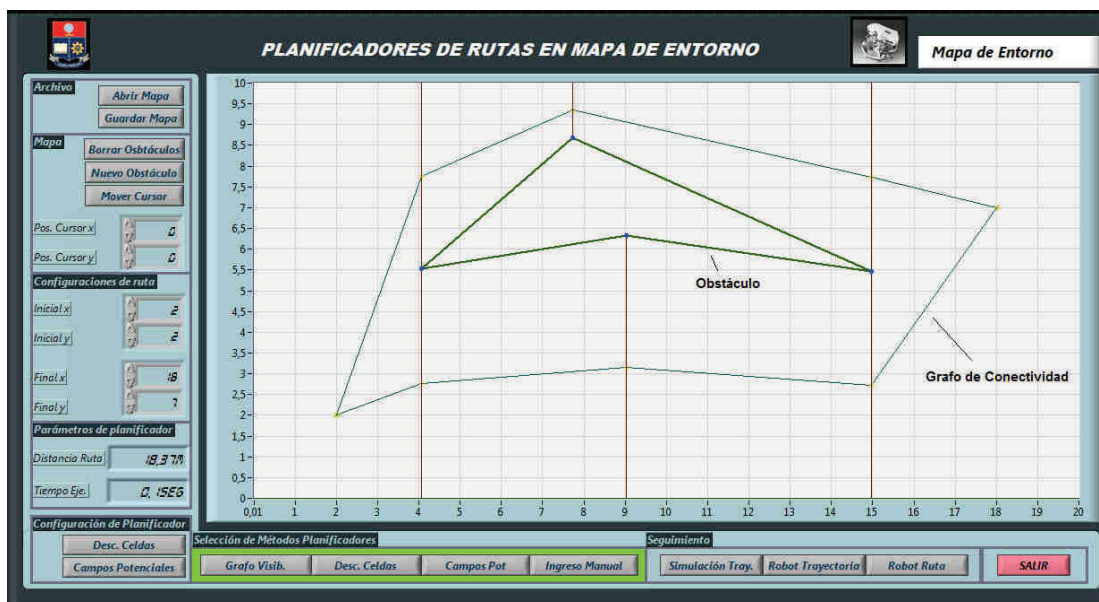 PLANIFICADORES DE RUTAS EN MAPA DE ENTORNO
Mapa de Entorno
Archivo
Abrir Mapa
Guardar Mapa
Mapa
Borrar Osbtáculos
Nuevo Obstáculo
Mover Cursor
Pos. Cursor x
0
Pos. Cursor y
0
Configuraciones de ruta
Inicial x
2
Inicial y
2
Final x
18
Final y
7
Parámetros de planificador
Distancia Ruta
18,37M
Tiempo Eje.
0, 1SEG
Configuración de Planificador
Desc. Celdas
Campos Potenciales
10
9,5
9
8,5
8
7,5
7
6,5
6
5,5
5
4,5
4
3,5
3
2,5
2
1,5
1
0,5
0
0,01 1 2 3 4 5 6 7 8 9 10 11 12 13 14 15 16 17 18 19 20
Obstáculo
Grafo de Conectividad
Selección de Métodos Planificadores
Grafo Visib. Desc. Celdas Campos Pot Ingreso Manual
Seguimiento
Simulación Tray. Robot Trayectoria Robot Ruta
SALIR